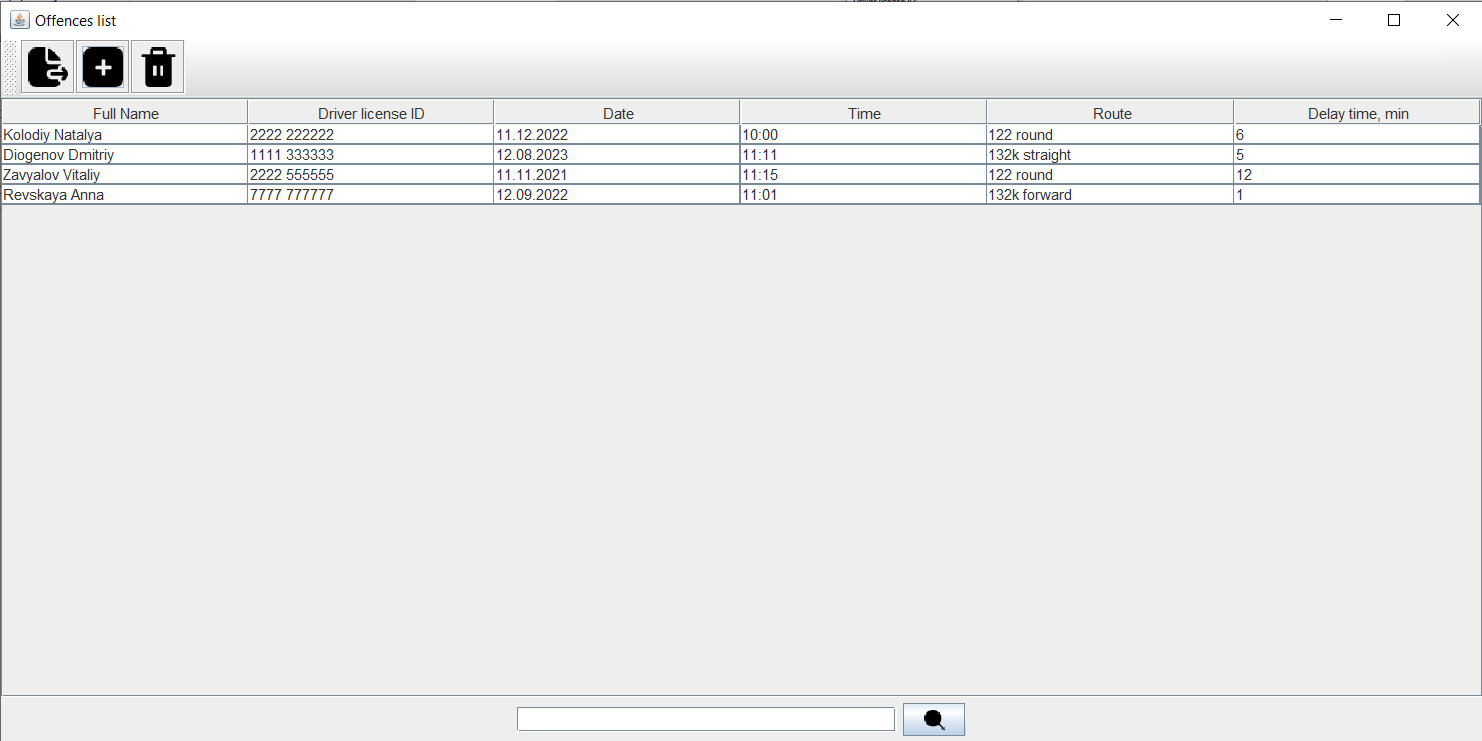 Offences list
Full Name Driver license ID Date Time Route Delay time, min
Kolodiy Natalya 2222 222222 11.12.2022 10:00 122 round 6
Diogenov Dmitriy 1111 333333 12.08.2023 11:11 132k straight 5
Zavyalov Vitaliy 2222 555555 11.11.2021 11:15 122 round 12
Revskaya Anna 7777 777777 12.09.2022 11:01 132k forward 1